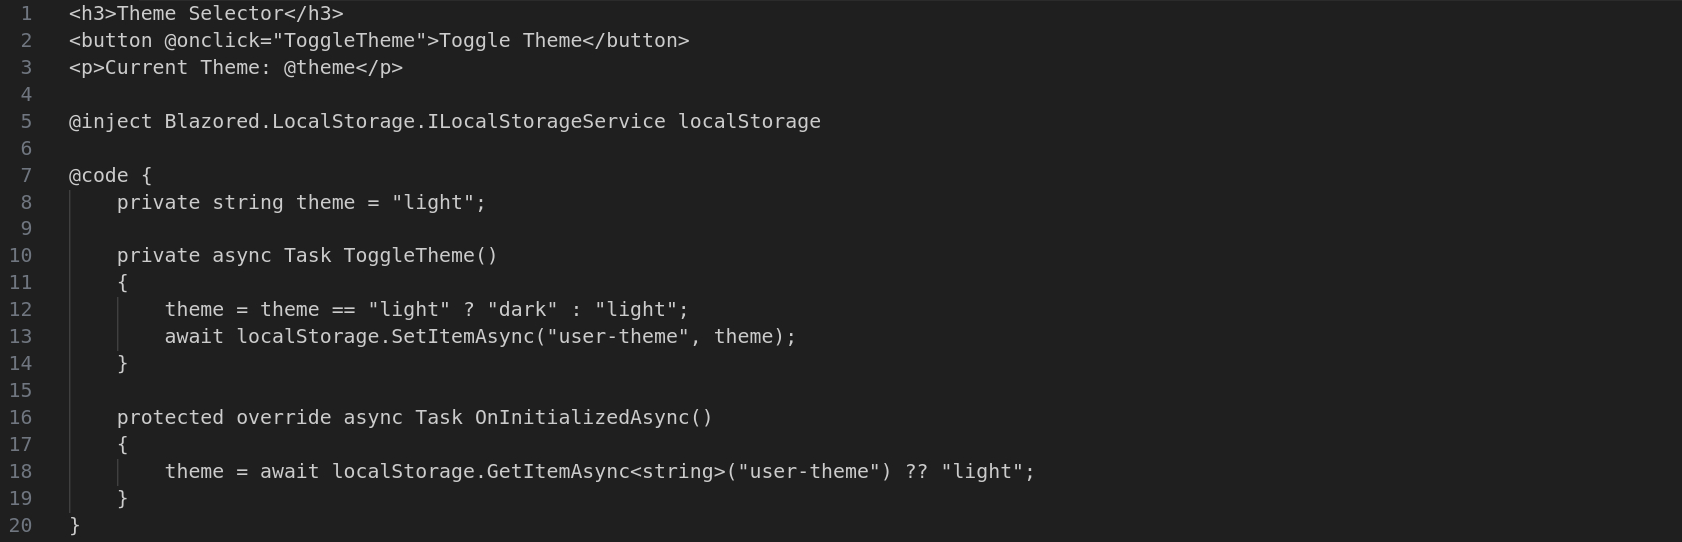 1 <h3>Theme Selector</h3>
2 <button @onclick="ToggleTheme">Toggle Theme</button>
3 <p>Current Theme: @theme</p>
4
5 @inject Blazored.LocalStorage.ILocalStorageService localStorage
6
7 @code {
8     private string theme = "light";
9
10     private async Task ToggleTheme()
11     {
12         theme = theme == "light" ? "dark" : "light";
13         await localStorage.SetItemAsync("user-theme", theme);
14     }
15
16     protected override async Task OnInitializedAsync()
17     {
18         theme = await localStorage.GetItemAsync<string>("user-theme") ?? "light";
19     }
20 }